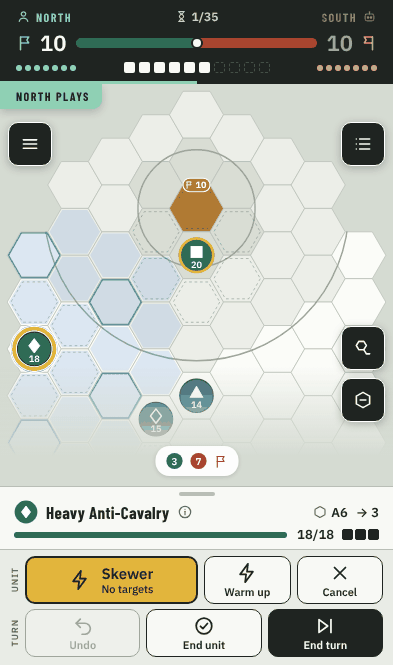 NORTH
1/35
SOUTH
10
10
NORTH PLAYS
10
20
18
14
15
3 7
Heavy Anti-Cavalry
A6 → 3
18/18
UNIT
Skewer
No targets
Warm up
Cancel
TURN
Undo
End unit
End turn